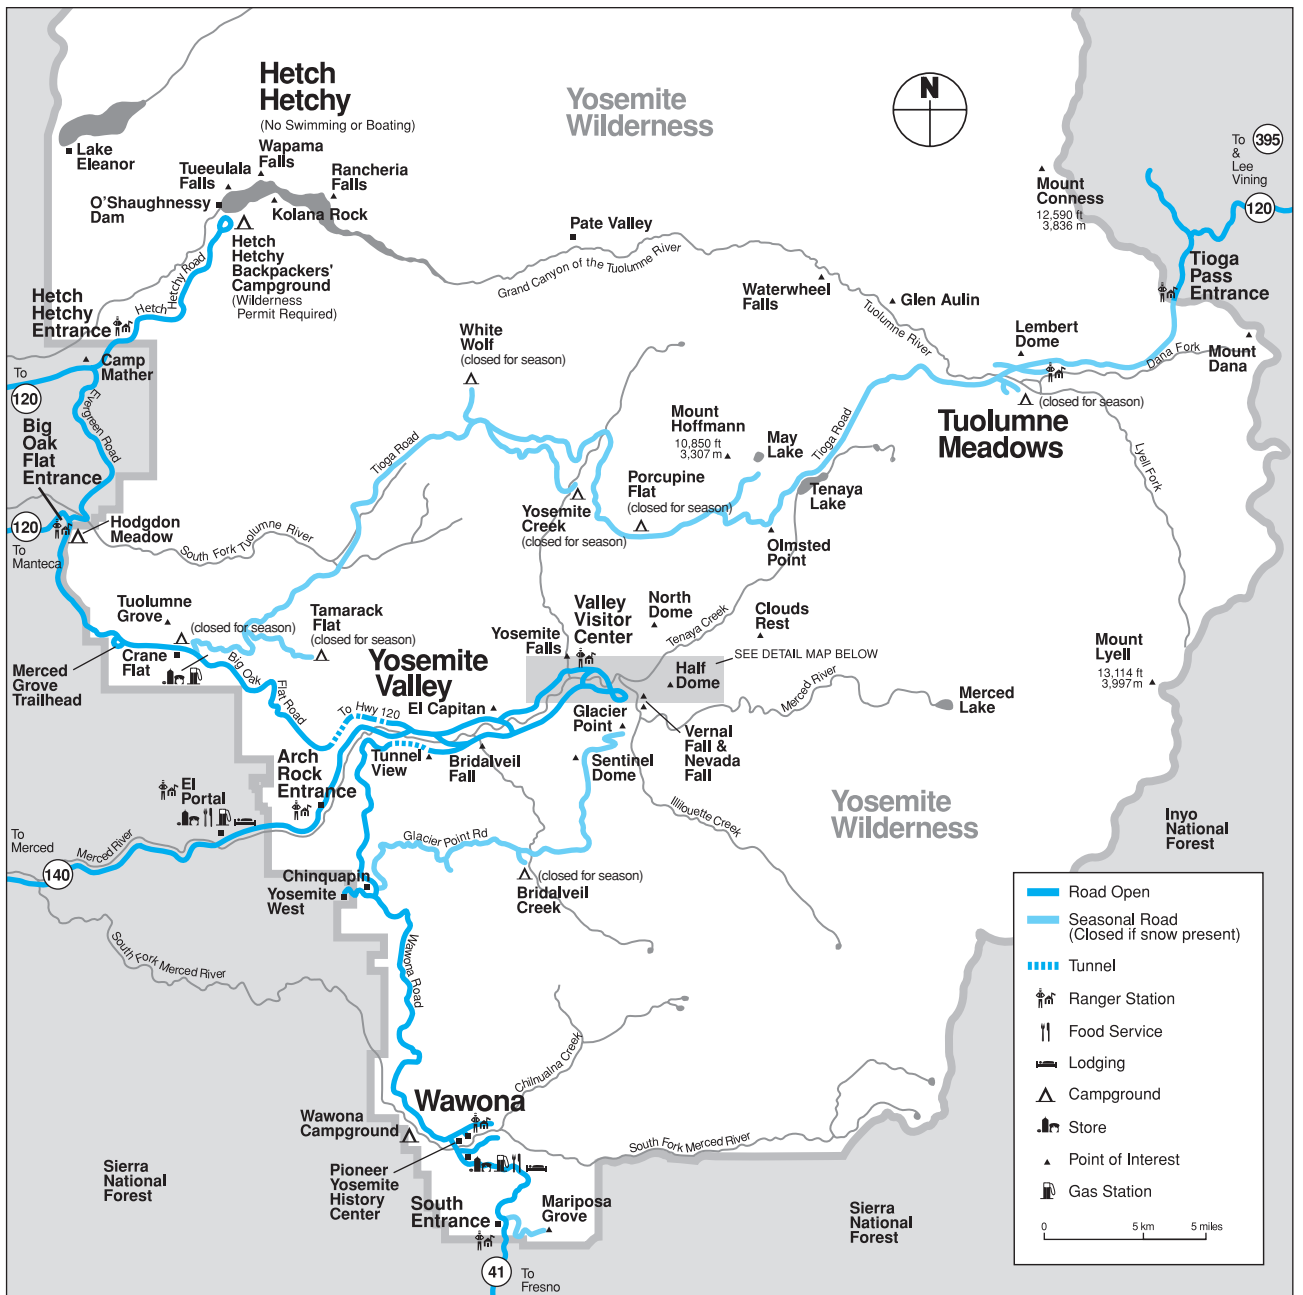 Hetch
Hetchy
(No Swimming or Boating)
Yosemite
Wilderness
N
To
395
&
Lee
Vining
120
Lake
Eleanor
Wapama
Falls
Tueeulala
Falls
Rancheria
Falls
O'Shaughnessy
Dam
Kolana Rock
Mount
Conness
12,590 ft
3,836 m
Pate Valley
Hetch
Hetchy
Backpackers'
Campground
(Wilderness
Permit Required)
Grand Canyon of the Tuolumne River
Tioga
Pass
Entrance
Hetch
Hetchy
Entrance
Hetch Hetchy Road
Waterwheel
Falls
Glen Aulin
Tuolumne River
White
Wolf
(closed for season)
Lembert
Dome
Dana Fork
Mount
Dana
Camp
Mather
To
120
Evergreen Road
(closed for season)
Big
Oak
Flat
Entrance
Mount
Hoffmann
10,850 ft
3,307 m
May
Lake
Tioga Road
Tioga Road
Tuolumne
Meadows
Lyell Fork
Porcupine
Flat
(closed for season)
Tenaya
Lake
Yosemite
Creek
(closed for season)
120
To
Manteca
Hodgdon
Meadow
South Fork Tuolumne River
Olmsted
Point
Tuolumne
Grove
(closed for season)
Tamarack
Flat
(closed for season)
Valley
Visitor
Center
North
Dome
Tenaya Creek
Clouds
Rest
Yosemite
Falls
SEE DETAIL MAP BELOW
Mount
Lyell
13,114 ft
3,997 m
Crane
Flat
Merced
Grove
Trailhead
Big Oak
Flat Road
Yosemite
Valley
Half
Dome
Merced River
Merced
Lake
To Hwy 120
El Capitan
Glacier
Point
Vernal
Fall &
Nevada
Fall
Arch
Rock
Entrance
Tunnel
View
Bridalveil
Fall
Sentinel
Dome
El
Portal
Illilouette Creek
Yosemite
Wilderness
Inyo
National
Forest
To
Merced
Merced River
140
Glacier Point Rd
(closed for season)
Bridalveil
Creek
Chinquapin
Yosemite
West
Road Open
Seasonal Road
(Closed if snow present)
Tunnel
Ranger Station
Food Service
Lodging
Campground
Store
Point of Interest
Gas Station
0
5 km
5 miles
South Fork Merced River
Wawona Road
Chilnualna Creek
Wawona
Wawona
Campground
South Fork Merced River
Pioneer
Yosemite
History
Center
Sierra
National
Forest
South
Entrance
Mariposa
Grove
Sierra
National
Forest
41
To
Fresno